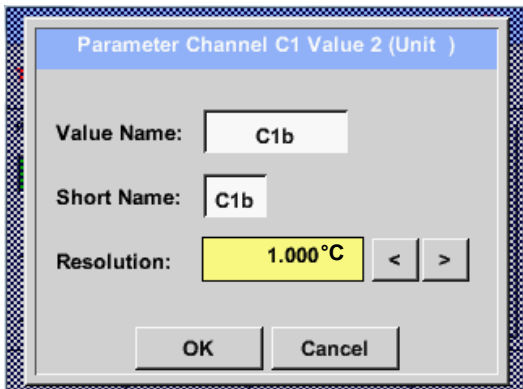 Parameter Channel C1 Value 2 (Unit )
Value Name: C1b
Short Name: C1b
Resolution: 1.000°C < >
OK Cancel